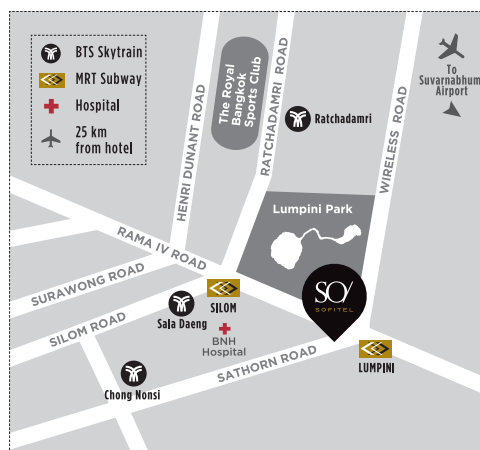 BTS Skytrain
MRT Subway
Hospital
25 km
from hotel
To
Suvarnabhumi
Airport
The Royal
Bangkok
Sports Club
HENRI DUNANT ROAD
RATCHADAMRI ROAD
Ratchadamri
WIRELESS ROAD
Lumpini Park
RAMA IV ROAD
SURAWONG ROAD
SILOM ROAD
SILOM
Sala Daeng
BNH
Hospital
SO/
SOFITEL
SATHORN ROAD
LUMPINI
Chong Nonsi